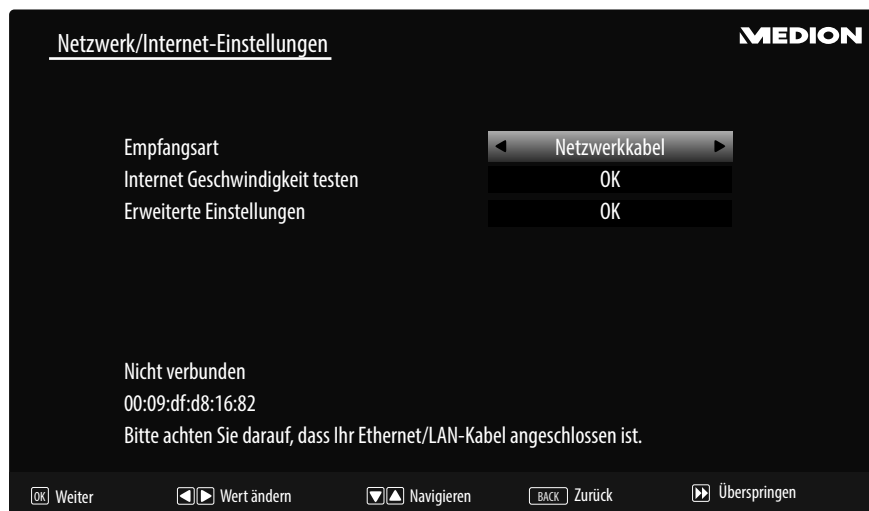 Netzwerk/Internet-Einstellungen MEDION
Empfangsart Netzwerkkabel
Internet Geschwindigkeit testen OK
Erweiterte Einstellungen OK
Nicht verbunden
00:09:df:d8:16:82
Bitte achten Sie darauf, dass Ihr Ethernet/LAN-Kabel angeschlossen ist.
OK Weiter Wert ändern Navigieren BACK Zurück Überspringen